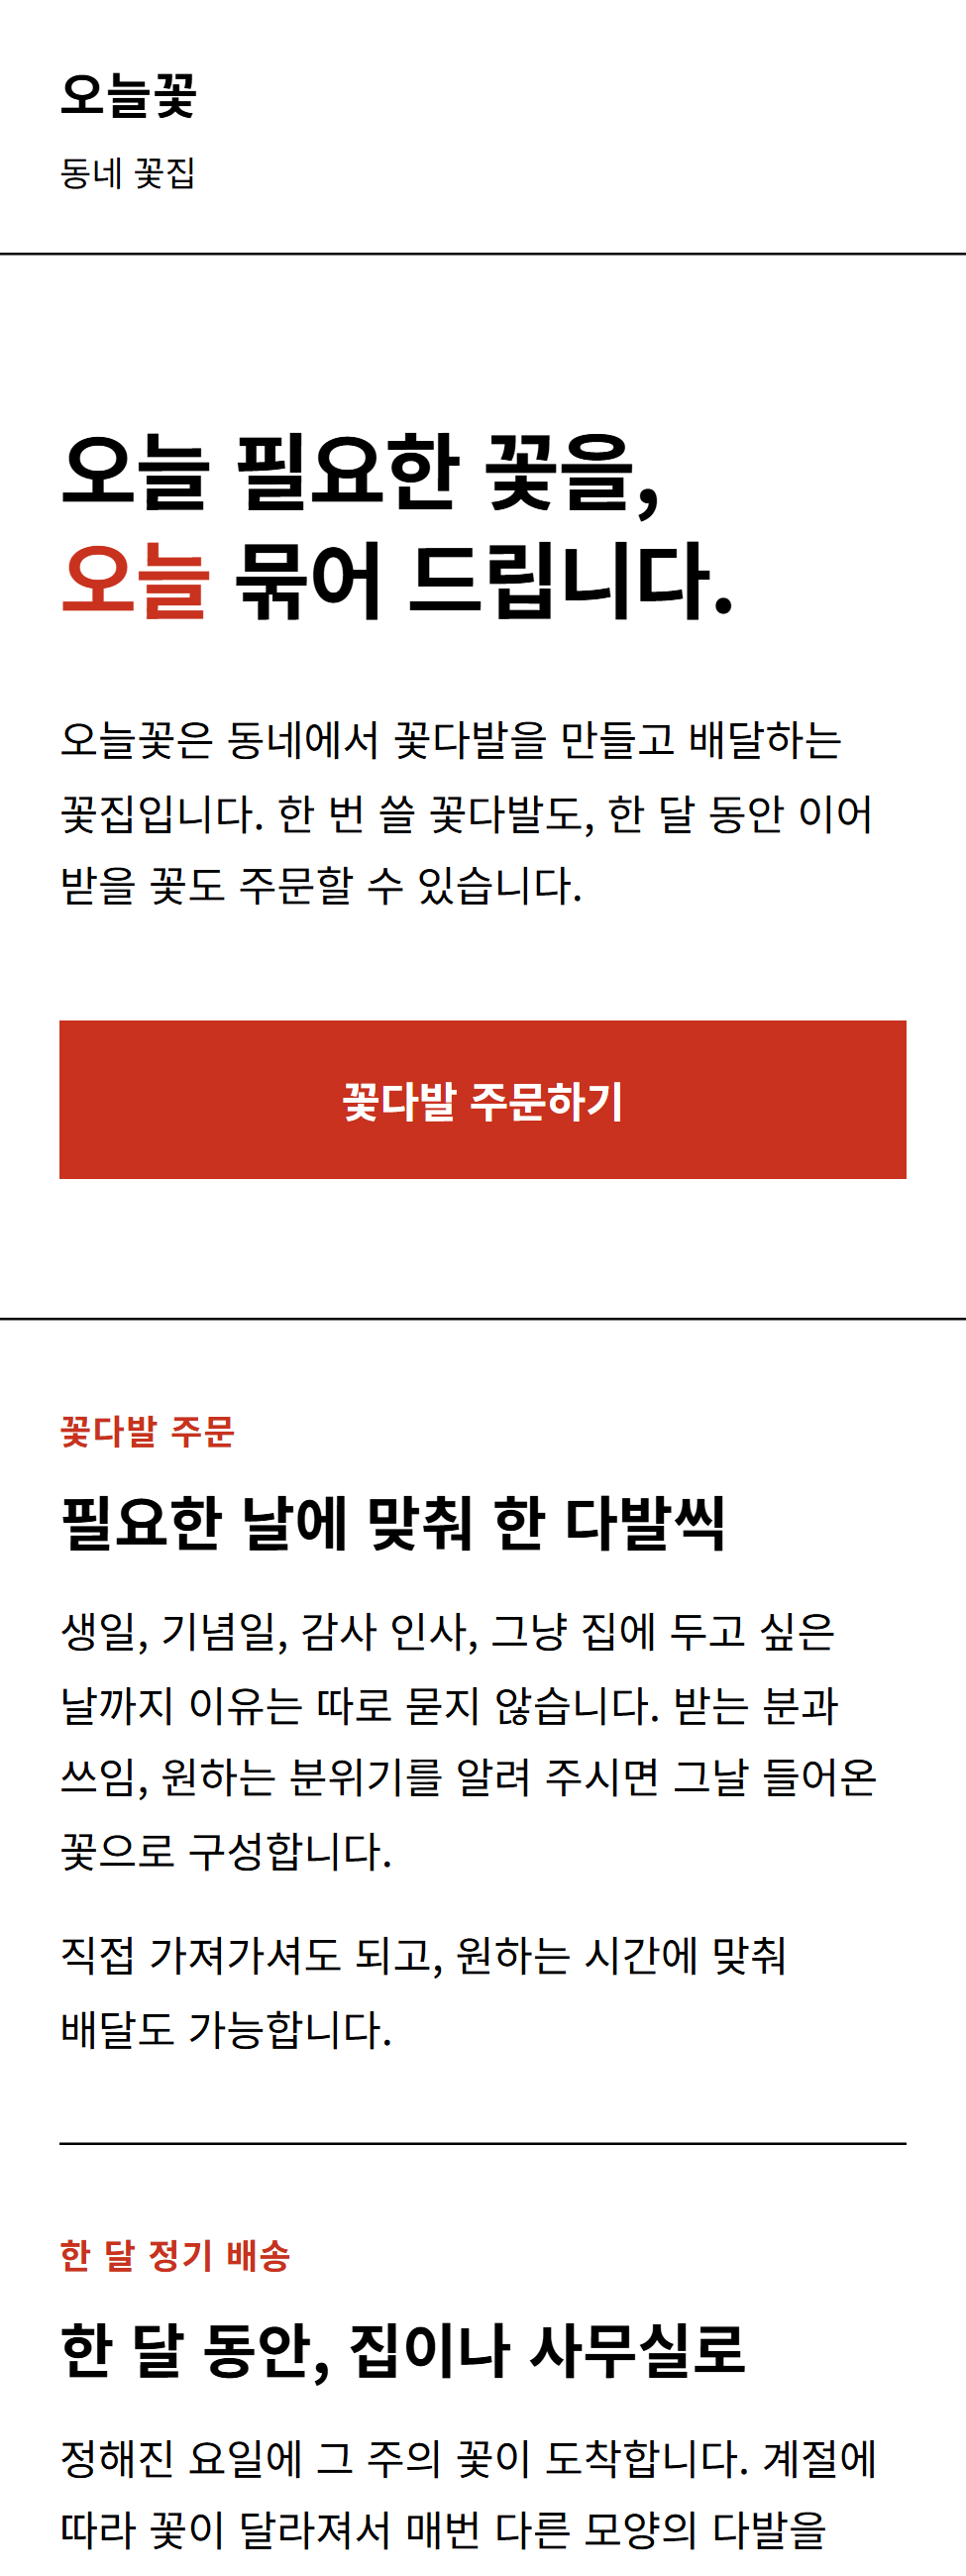 오늘꽃
동네 꽃집
오늘 필요한 꽃을,
오늘 묶어 드립니다.
오늘꽃은 동네에서 꽃다발을 만들고 배달하는
꽃집입니다. 한 번 쓸 꽃다발도, 한 달 동안 이어
받을 꽃도 주문할 수 있습니다.
꽃다발 주문하기
꽃다발 주문
필요한 날에 맞춰 한 다발씩
생일, 기념일, 감사 인사, 그냥 집에 두고 싶은
날까지 이유는 따로 묻지 않습니다. 받는 분과
쓰임, 원하는 분위기를 알려 주시면 그날 들어온
꽃으로 구성합니다.
직접 가져가셔도 되고, 원하는 시간에 맞춰
배달도 가능합니다.
한 달 정기 배송
한 달 동안, 집이나 사무실로
정해진 요일에 그 주의 꽃이 도착합니다. 계절에
따라 꽃이 달라져서 매번 다른 모양의 다발을